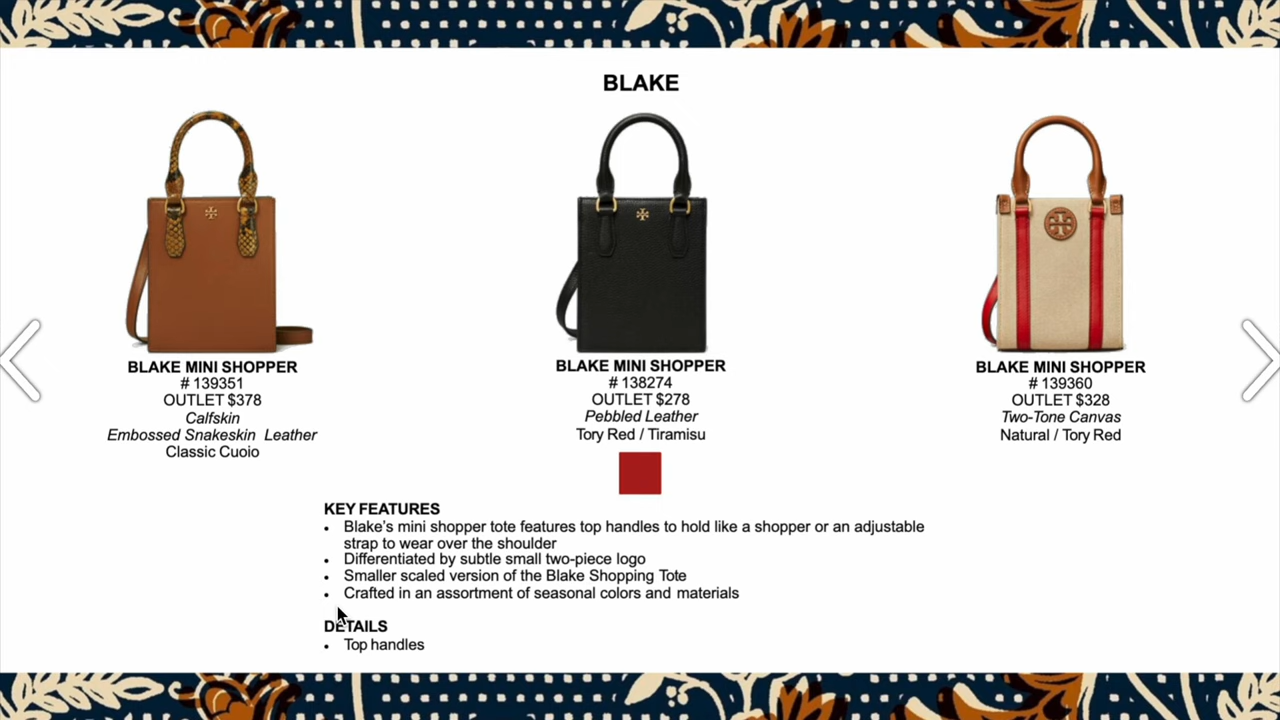 BLAKE
BLAKE MINI SHOPPER
# 139351
OUTLET $378
Calfskin
Embossed Snakeskin Leather
Classic Cuoio
BLAKE MINI SHOPPER
# 138274
OUTLET $278
Pebbled Leather
Tory Red / Tiramisu
BLAKE MINI SHOPPER
# 139360
OUTLET $328
Two-Tone Canvas
Natural / Tory Red
KEY FEATURES
• Blake's mini shopper tote features top handles to hold like a shopper or an adjustable
strap to wear over the shoulder
• Differentiated by subtle small two-piece logo
• Smaller scaled version of the Blake Shopping Tote
• Crafted in an assortment of seasonal colors and materials
DETAILS
• Top handles